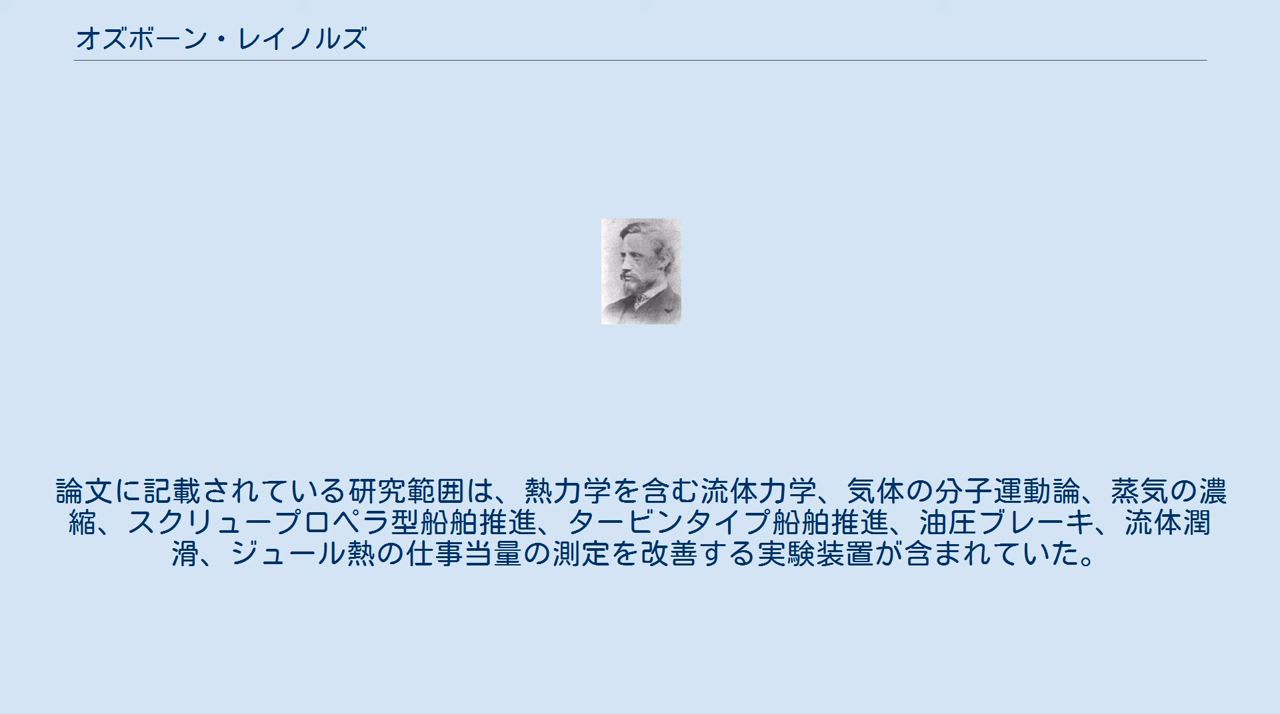 オズボーン・レイノルズ
論文に記載されている研究範囲は、熱力学を含む流体力学、気体の分子運動論、蒸気の濃
縮、スクリュープロペラ型船舶推進、タービンタイプ船舶推進、油圧ブレーキ、流体潤
滑、ジュール熱の仕事当量の測定を改善する実験装置が含まれていた。